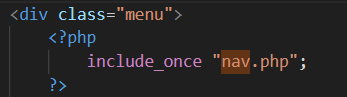 <div class="menu">
<?php
include_once "nav.php";
?>